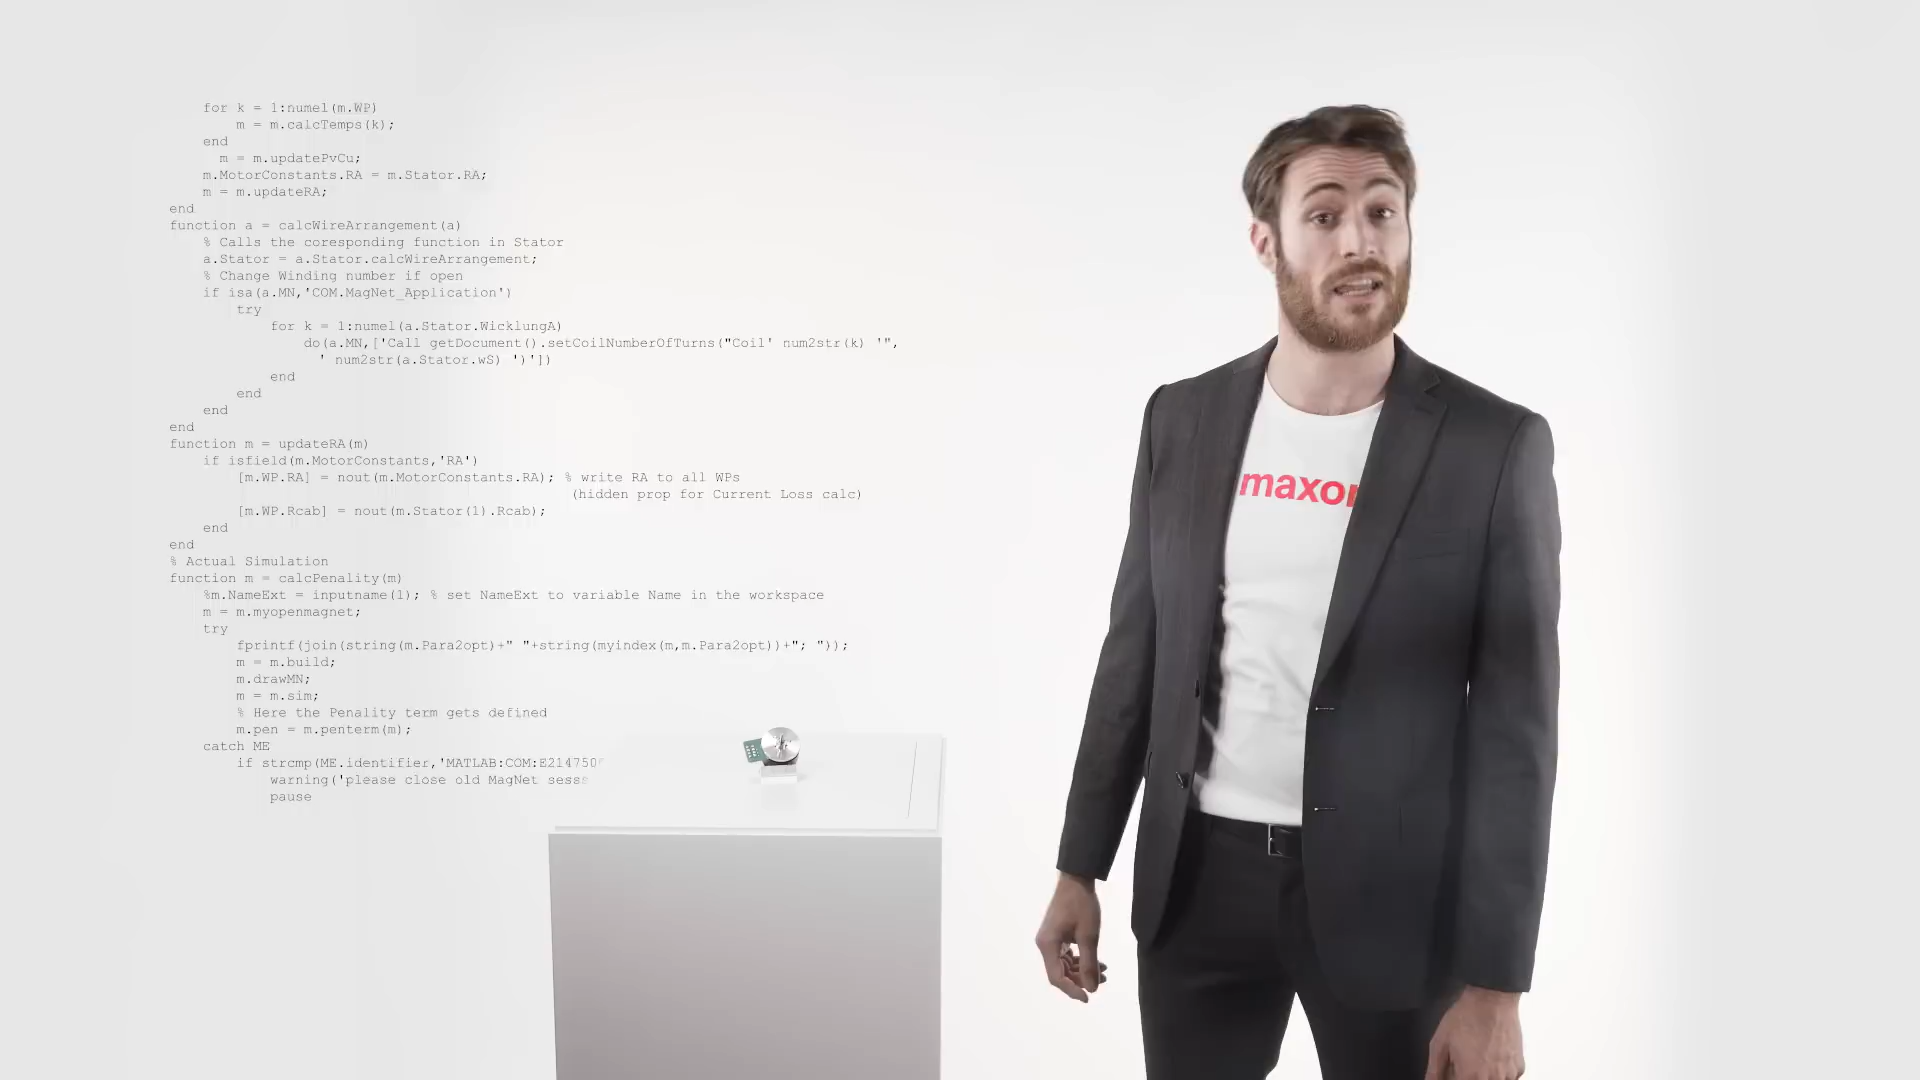 for k = 1:numel(m.WP)
m = m.calcTemps(k);
end
m = m.updatePvCu;
m.MotorConstants.RA = m.Stator.RA;
m = m.updateRA;
end
function a = calcWireArrangement(a)
% Calls the coresponding function in Stator
a.Stator = a.Stator.calcWireArrangement;
% Change Winding number if open
if isa(a.MN,'COM.MagNet_Application')
try
for k = 1:numel(a.Stator.WicklungA)
do(a.MN,['Call getDocument().setCoilNumberOfTurns("Coil' num2str(k) '",
' num2str(a.Stator.wS) ')'])
end
end
end
end
function m = updateRA(m)
if isfield(m.MotorConstants,'RA')
[m.WP.RA] = nout(m.MotorConstants.RA); % write RA to all WPs
(hidden prop for Current Loss calc)
[m.WP.Rcab] = nout(m.Stator(1).Rcab);
end
end
% Actual Simulation
function m = calcPenality(m)
%m.NameExt = inputname(1); % set NameExt to variable Name in the workspace
m = m.myopenmagnet;
try
fprintf(join(string(m.Para2opt)+" "+string(myindex(m,m.Para2opt))+"; "));
m = m.build;
m.drawMN;
m = m.sim;
% Here the Penality term gets defined
m.pen = m.penterm(m);
catch ME
if strcmp(ME.identifier,'MATLAB:COM:E214750
warning('please close old MagNet sess
pause
maxon